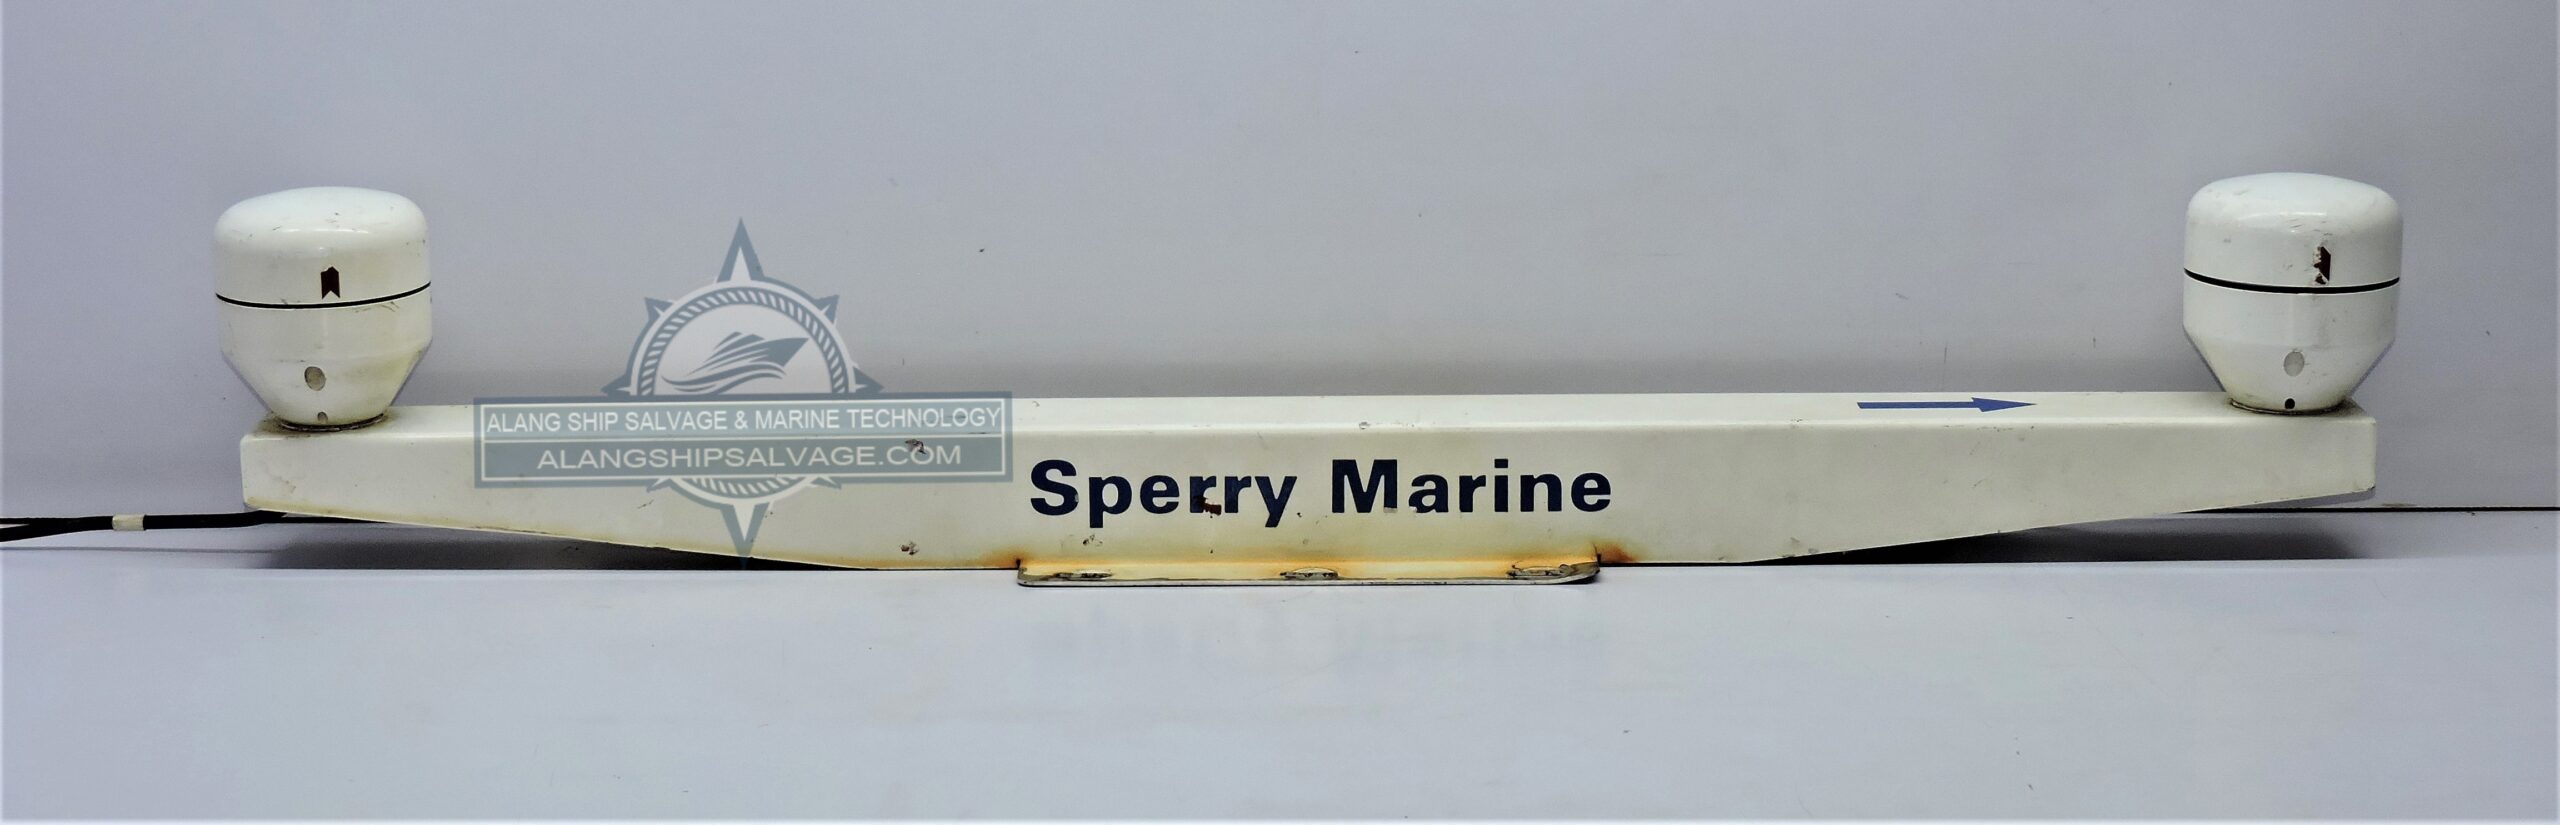 ALANG SHIP SALVAGE & MARINE TECHNOLOGY
ALANGSHIPSALVAGE.COM
Sperry Marine